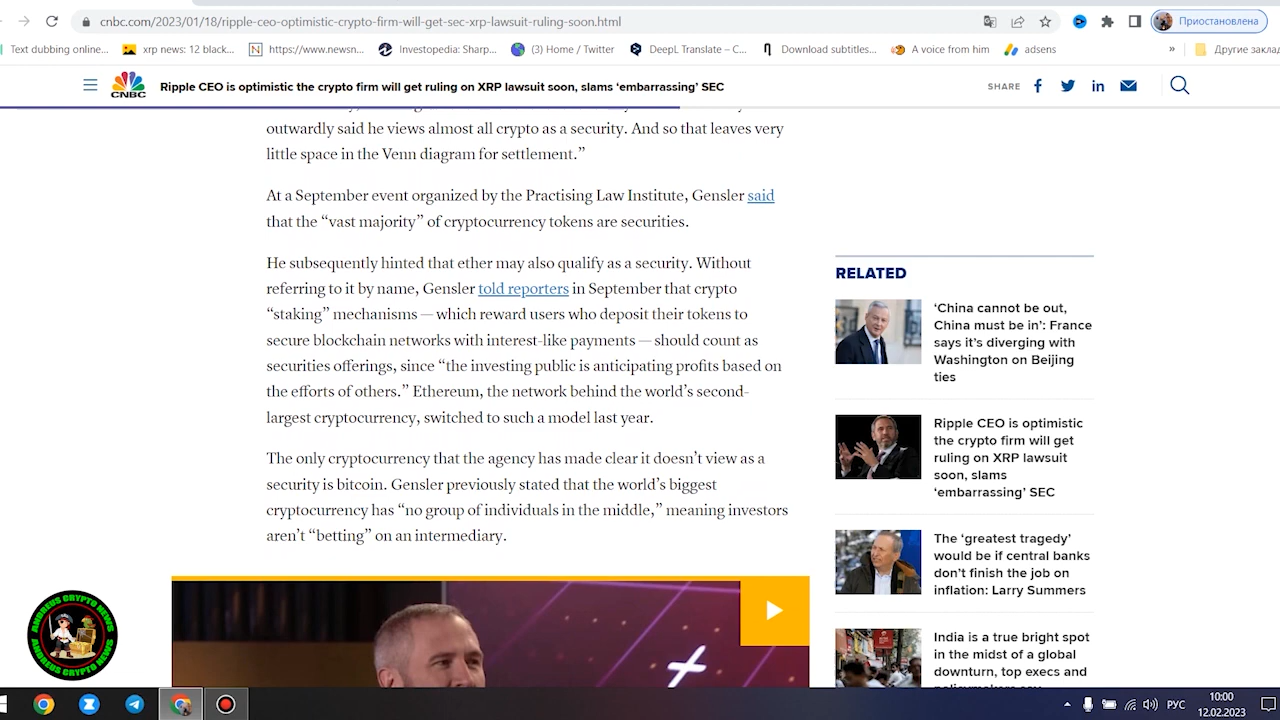 cnbc.com/2023/01/18/ripple-ceo-optimistic-crypto-firm-will-get-sec-xrp-lawsuit-ruling-soon.html
Приостановлена
Text dubbing online...
xrp news: 12 black...
https://www.newsn...
Investopedia: Sharp...
(3) Home / Twitter
DeepL Translate – C...
Download subtitles...
A voice from him
adsens
»
Другие закла
CNBC
Ripple CEO is optimistic the crypto firm will get ruling on XRP lawsuit soon, slams ‘embarrassing’ SEC
SHARE
outwardly said he views almost all crypto as a security. And so that leaves very
little space in the Venn diagram for settlement.”
At a September event organized by the Practising Law Institute, Gensler said
that the “vast majority” of cryptocurrency tokens are securities.
He subsequently hinted that ether may also qualify as a security. Without
referring to it by name, Gensler told reporters in September that crypto
“staking” mechanisms — which reward users who deposit their tokens to
secure blockchain networks with interest-like payments — should count as
securities offerings, since “the investing public is anticipating profits based on
the efforts of others.” Ethereum, the network behind the world’s second-
largest cryptocurrency, switched to such a model last year.
The only cryptocurrency that the agency has made clear it doesn’t view as a
security is bitcoin. Gensler previously stated that the world’s biggest
cryptocurrency has “no group of individuals in the middle,” meaning investors
aren’t “betting” on an intermediary.
RELATED
‘China cannot be out,
China must be in’: France
says it’s diverging with
Washington on Beijing
ties
Ripple CEO is optimistic
the crypto firm will get
ruling on XRP lawsuit
soon, slams
‘embarrassing’ SEC
The ‘greatest tragedy’
would be if central banks
don’t finish the job on
inflation: Larry Summers
India is a true bright spot
in the midst of a global
downturn, top execs and
ANDREUS CRYPTO NEWS
ANDREUS CRYPTO NEWS
РУС
10:00
12.02.2023